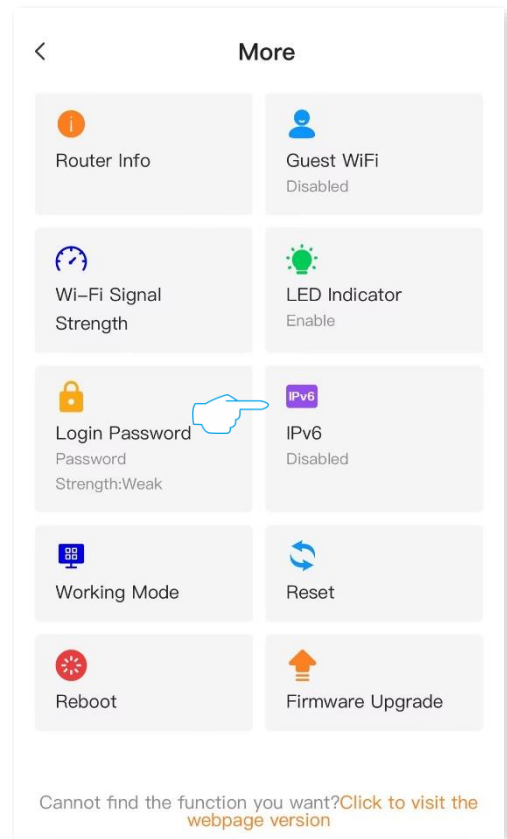 More
Router Info
Guest WiFi
Disabled
Wi-Fi Signal
Strength
LED Indicator
Enable
Login Password
Password
Strength:Weak
IPv6
IPv6
Disabled
Working Mode
Reset
Reboot
Firmware Upgrade
Cannot find the function you want?Click to visit the
webpage version